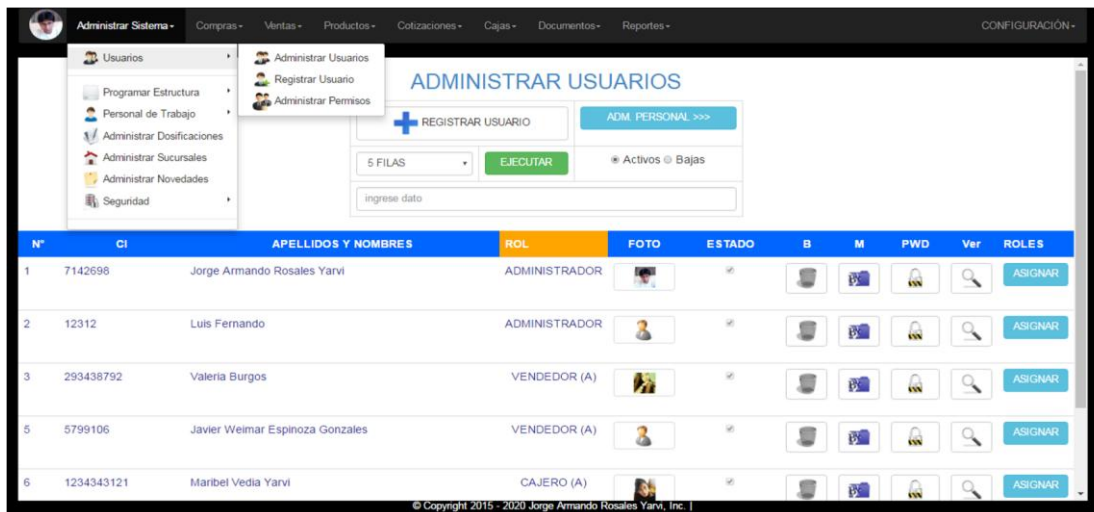 Administrar Sistema Compras Ventas Productos Cotizaciones Cajas Documentos Reportes CONFIGURACIÓN
Usuarios
Programar Estructura
Personal de Trabajo
Administrar Dosificaciones
Administrar Sucursales
Administrar Novedades
Seguridad
Administrar Usuarios
Registrar Usuario
Administrar Permisos
ADMINISTRAR USUARIOS
REGISTRAR USUARIO ADM. PERSONAL >>>
5 FILAS EJECUTAR Activos Bajas
ingrese dato
N° CI APELLIDOS Y NOMBRES ROL FOTO ESTADO B M PWD Ver ROLES
1 7142698 Jorge Armando Rosales Yarvi ADMINISTRADOR ASIGNAR
2 12312 Luis Fernando ADMINISTRADOR ASIGNAR
3 293438792 Valeria Burgos VENDEDOR (A) ASIGNAR
5 5799106 Javier Weimar Espinoza Gonzales VENDEDOR (A) ASIGNAR
6 1234343121 Maribel Vedia Yarvi CAJERO (A) ASIGNAR
© Copyright 2015 - 2020 Jorge Armando Rosales Yarvi, Inc. |